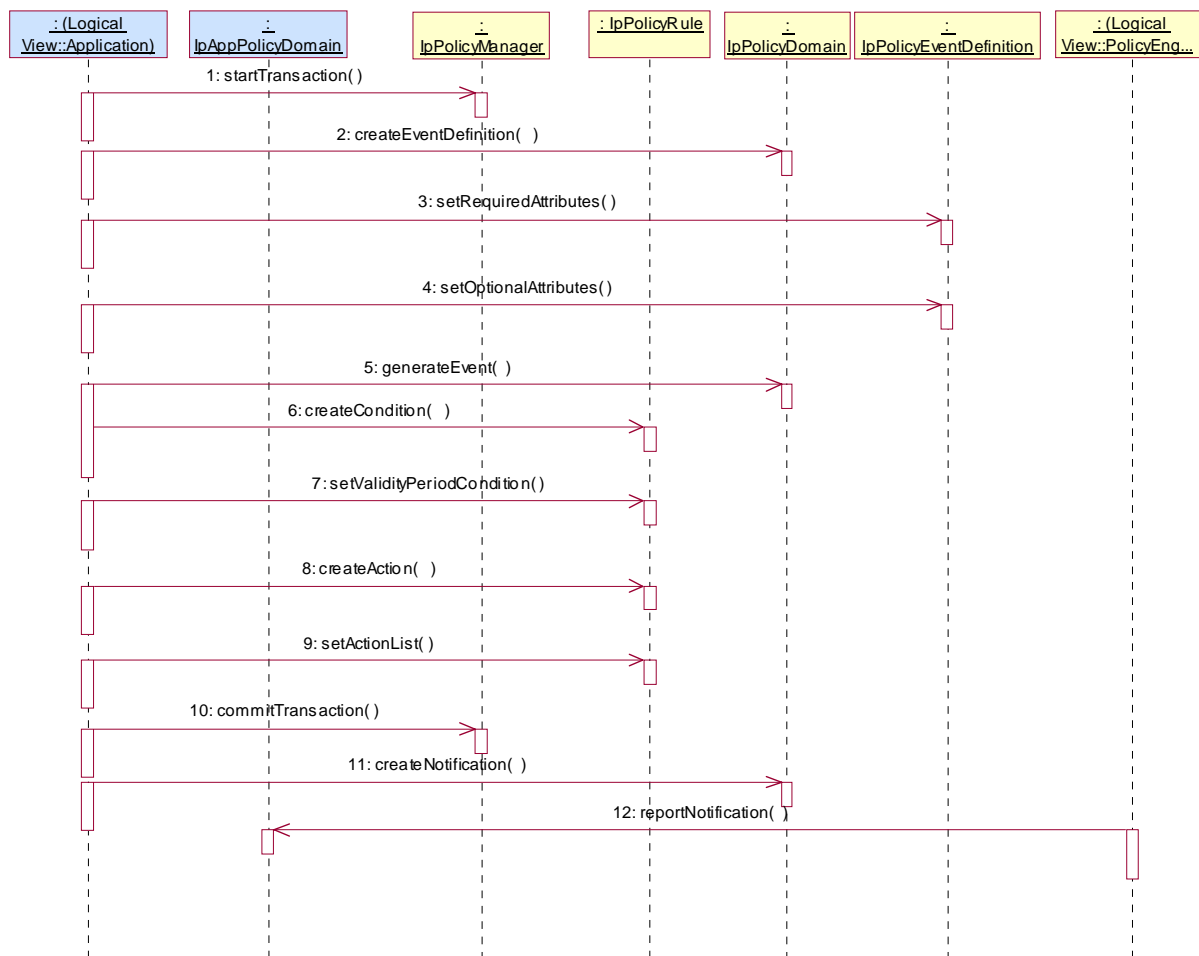 : (Logical
View::Application)
:
IpAppPolicyDomain
:
IpPolicyManager
: IpPolicyRule
:
IpPolicyDomain
:
IpPolicyEventDefinition
: (Logical
View::PolicyEng...
1: startTransaction( )
2: createEventDefinition(  )
3: setRequiredAttributes( )
4: setOptionalAttributes( )
5: generateEvent(  )
6: createCondition(  )
7: setValidityPeriodCondition( )
8: createAction(  )
9: setActionList( )
10: commitTransaction( )
11: createNotification(  )
12: reportNotification(  )